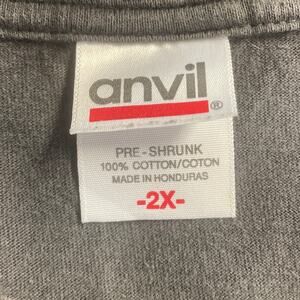 anvil
®
PRE-SHRUNK
100% COTTON/COTON
MADE IN HONDURAS
-2X-